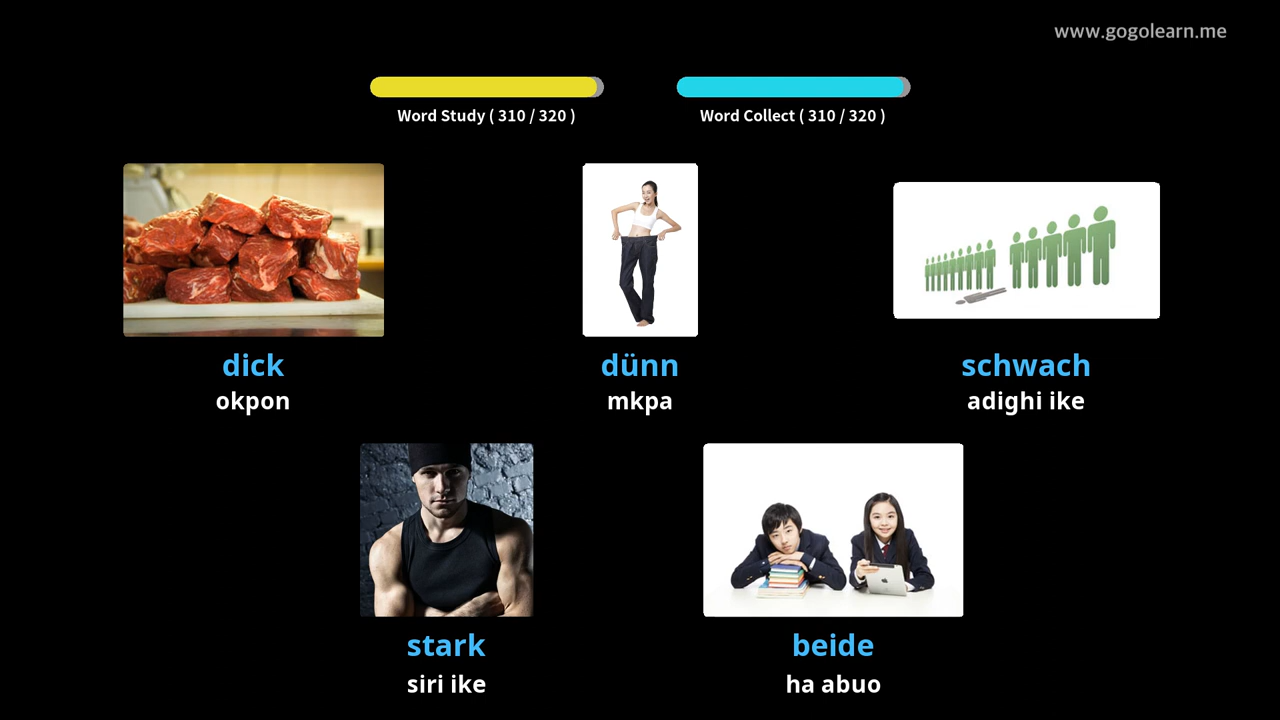 www.gogolearn.me
Word Study ( 310 / 320 )
Word Collect ( 310 / 320 )
dick
okpon
dünn
mkpa
schwach
adighi ike
stark
siri ike
beide
ha abuo